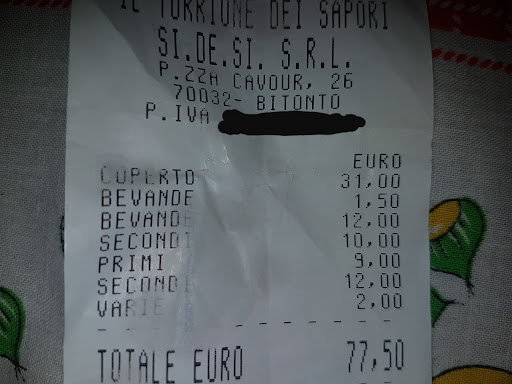 IL TORRIONE DEI SAPORI
SI.DE.SI. S.R.L.
P.ZZA CAVOUR, 26
70032- BITONTO
P.IVA
EURO
COPERTO 31,00
BEVANDE 1,50
BEVANDE 12,00
SECONDI 10,00
PRIMI 9,00
SECONDI 12,00
VARIE 2,00
- - - - - - - - - - - - - - -
TOTALE EURO 77,50